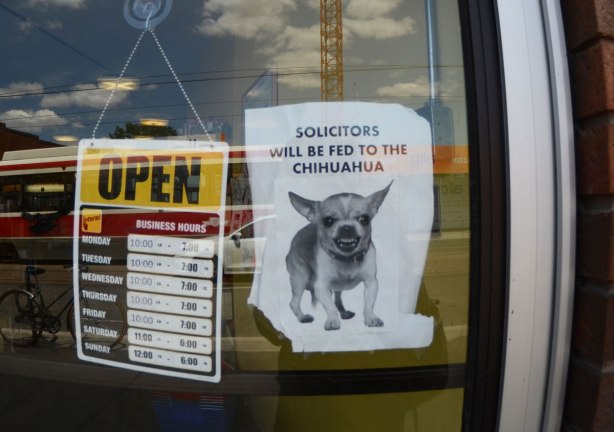 OPEN
Interac
BUSINESS HOURS
MONDAY 10:00 - 7:00
TUESDAY 10:00 - 7:00
WEDNESDAY 10:00 - 7:00
THURSDAY 10:00 - 7:00
FRIDAY 10:00 - 7:00
SATURDAY 11:00 - 6:00
SUNDAY 12:00 - 6:00
SOLICITORS
WILL BE FED TO THE
CHIHUAHUA